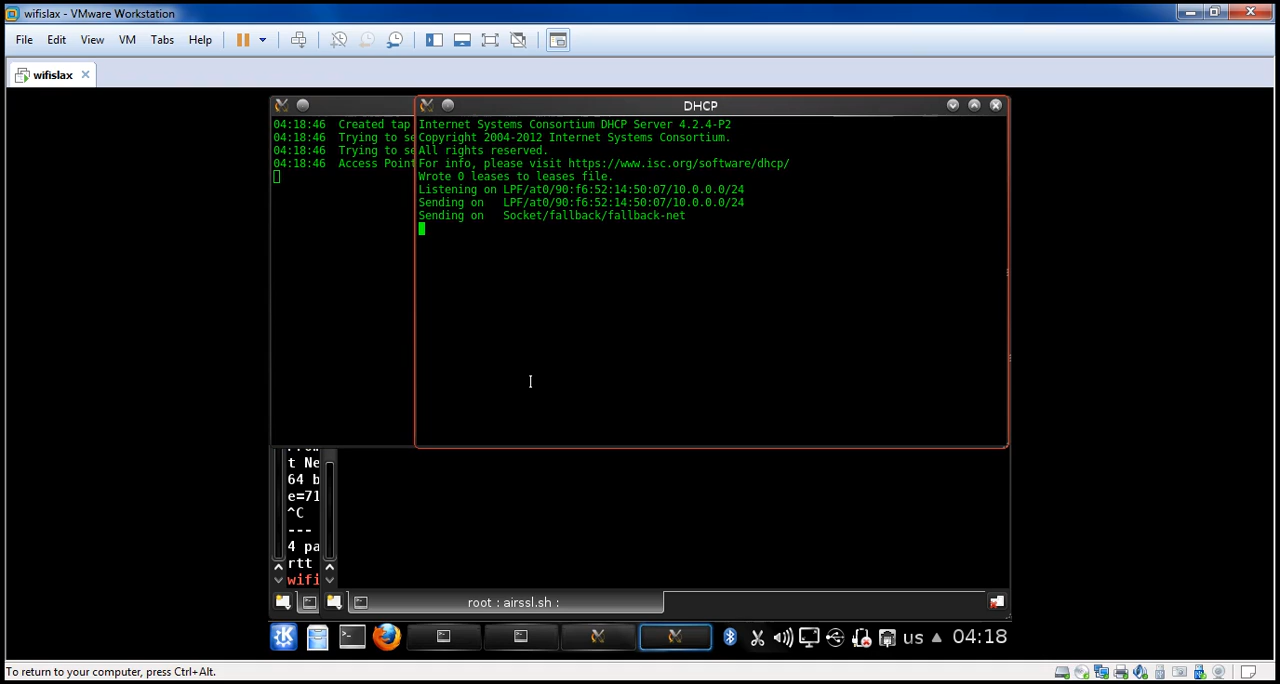 wifislax - VMware Workstation
File Edit View VM Tabs Help
wifislax
DHCP
04:18:46 Created tap
04:18:46 Trying to se
04:18:46 Trying to se
04:18:46 Access Point
Internet Systems Consortium DHCP Server 4.2.4-P2
Copyright 2004-2012 Internet Systems Consortium.
All rights reserved.
For info, please visit https://www.isc.org/software/dhcp/
Wrote 0 leases to leases file.
Listening on LPF/at0/90:f6:52:14:50:07/10.0.0.0/24
Sending on   LPF/at0/90:f6:52:14:50:07/10.0.0.0/24
Sending on   Socket/fallback/fallback-net
t Ne
64 b
e=71
^C
---
4 pa
rtt
wifi
root : airssl.sh :
us 04:18
To return to your computer, press Ctrl+Alt.